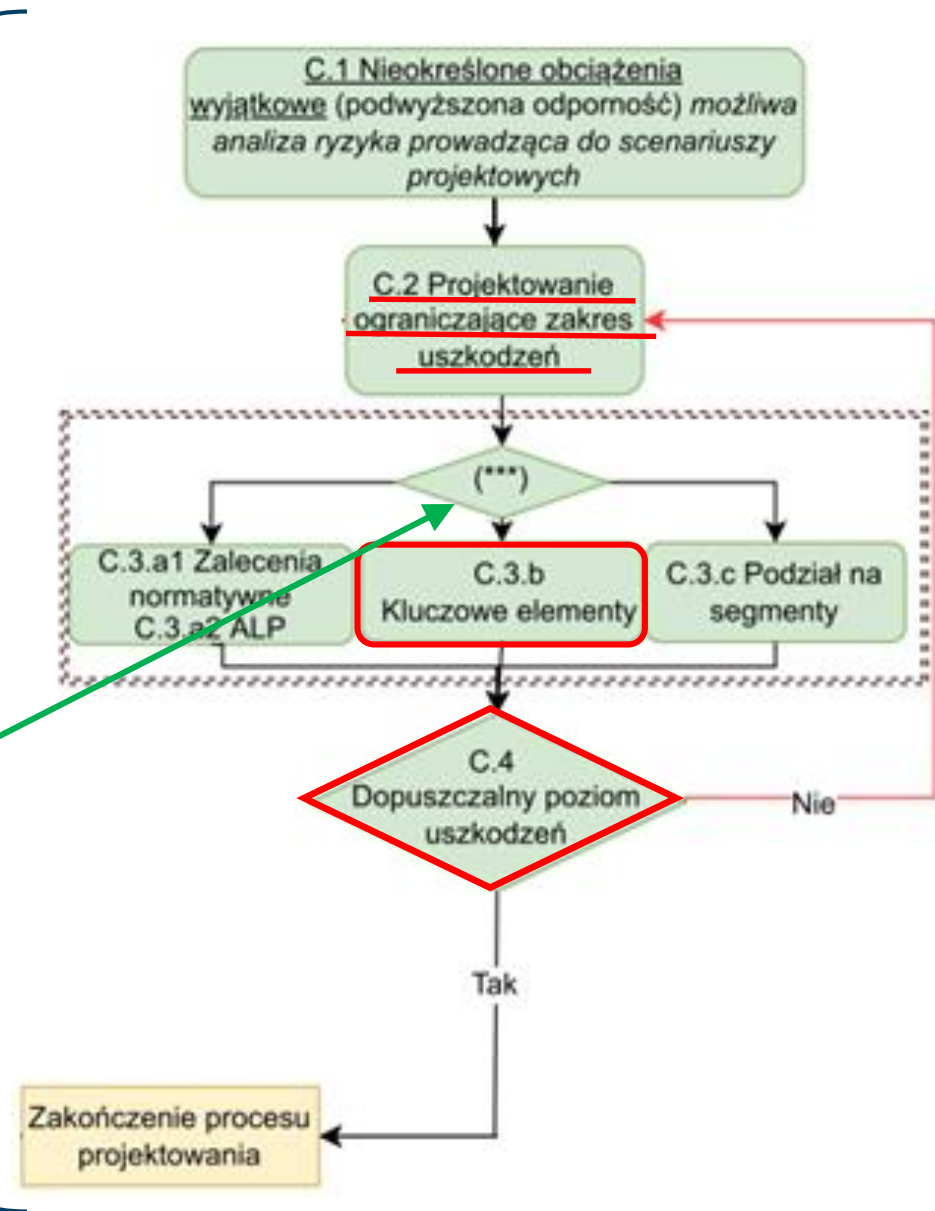 C.1 Nieokreślone obciążenia
wyjątkowe (podwyższona odporność) możliwa
analiza ryzyka prowadząca do scenariuszy
projektowych
C.2 Projektowanie
ograniczające zakres
uszkodzeń
(***)
C.3.a1 Zalecenia
normatywne
C.3.a2 ALP
C.3.b
Kluczowe elementy
C.3.c Podział na
segmenty
C.4
Dopuszczalny poziom
uszkodzeń
Nie
Tak
Zakończenie procesu
projektowania